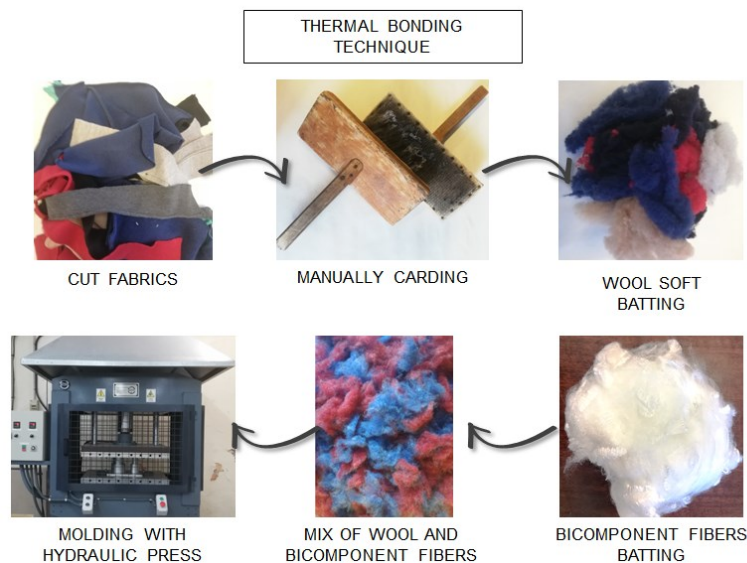 THERMAL BONDING
TECHNIQUE
CUT FABRICS
MANUALLY CARDING
WOOL SOFT
BATTING
MOLDING WITH
HYDRAULIC PRESS
MIX OF WOOL AND
BICOMPONENT FIBERS
BICOMPONENT FIBERS
BATTING